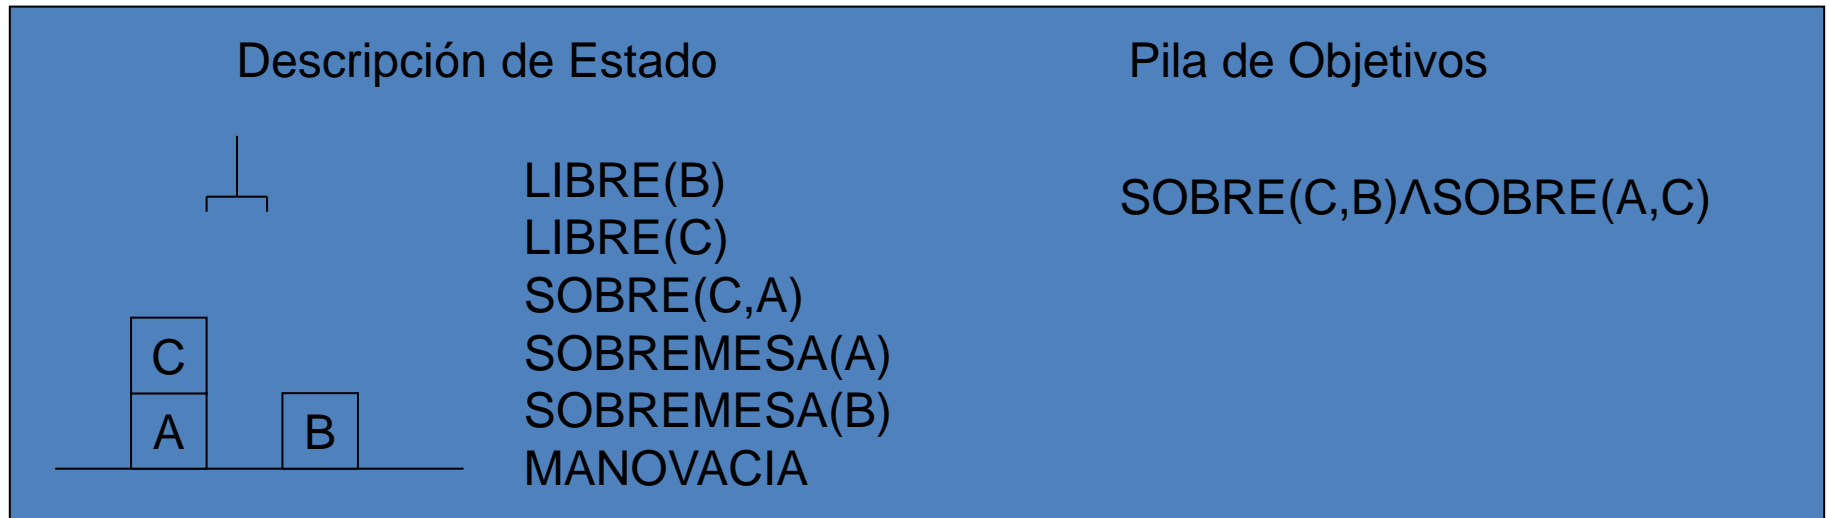 Descripción de Estado
Pila de Objetivos
LIBRE(B)
LIBRE(C)
SOBRE(C,A)
SOBREMESA(A)
SOBREMESA(B)
MANOVACIA
SOBRE(C,B)ΛSOBRE(A,C)
C
A
B